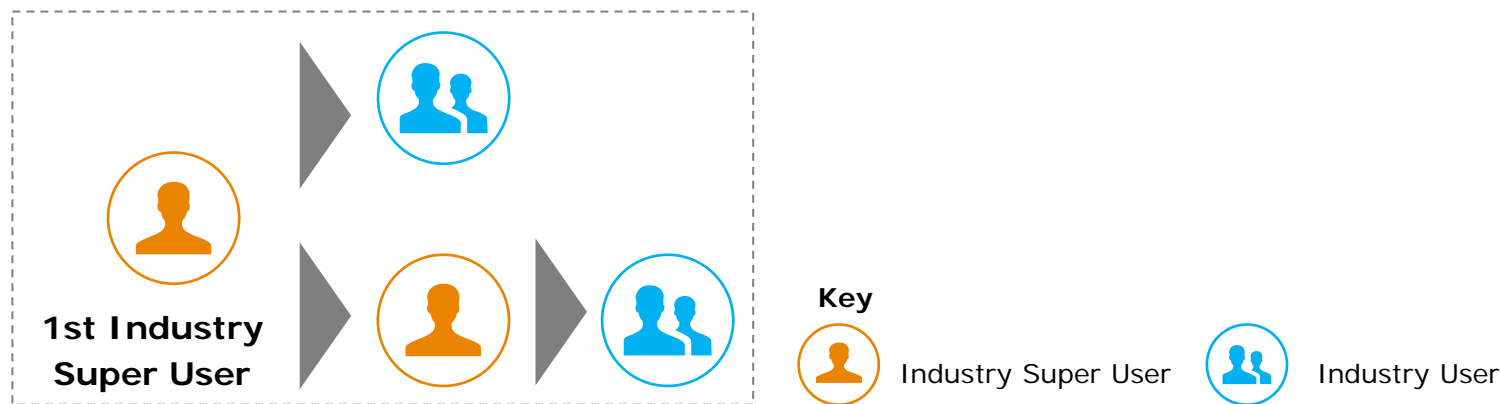 1st Industry
Super User
Key
Industry Super User
Industry User